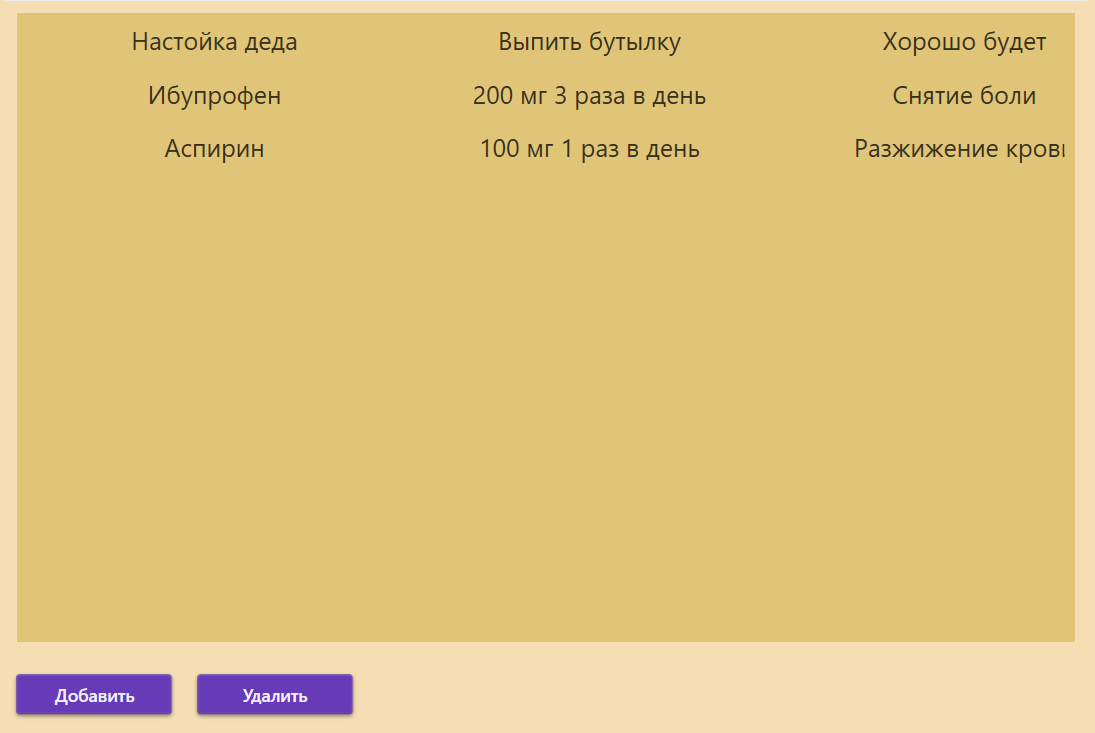 Настойка деда Выпить бутылку Хорошо будет
Ибупрофен 200 мг 3 раза в день Снятие боли
Аспирин 100 мг 1 раз в день Разжижение крови
Добавить Удалить